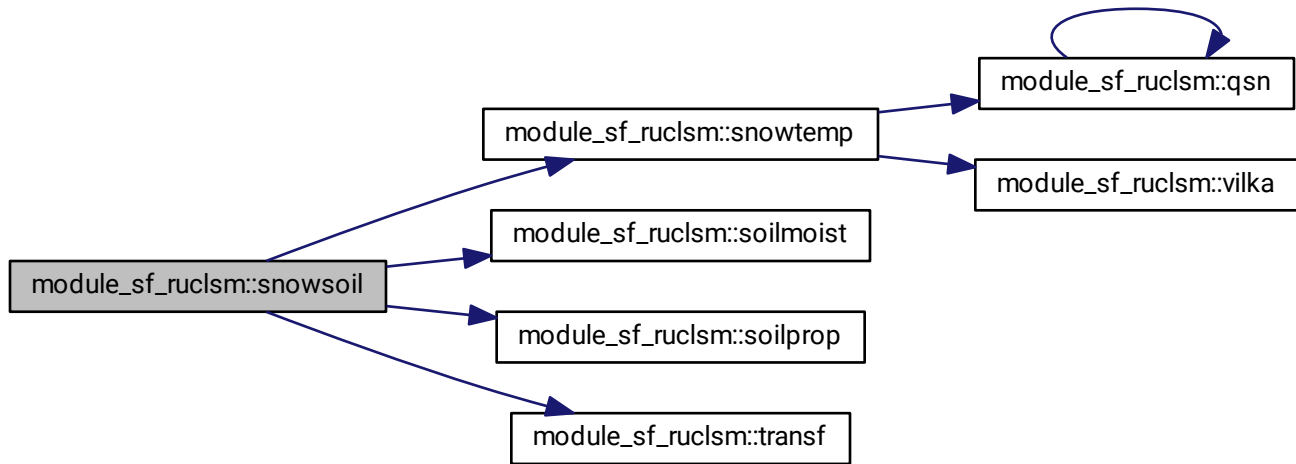 module_sf_ruclsm::qsn
module_sf_ruclsm::snowtemp
module_sf_ruclsm::vilka
module_sf_ruclsm::soilmoist
module_sf_ruclsm::snowsoil
module_sf_ruclsm::soilprop
module_sf_ruclsm::transf